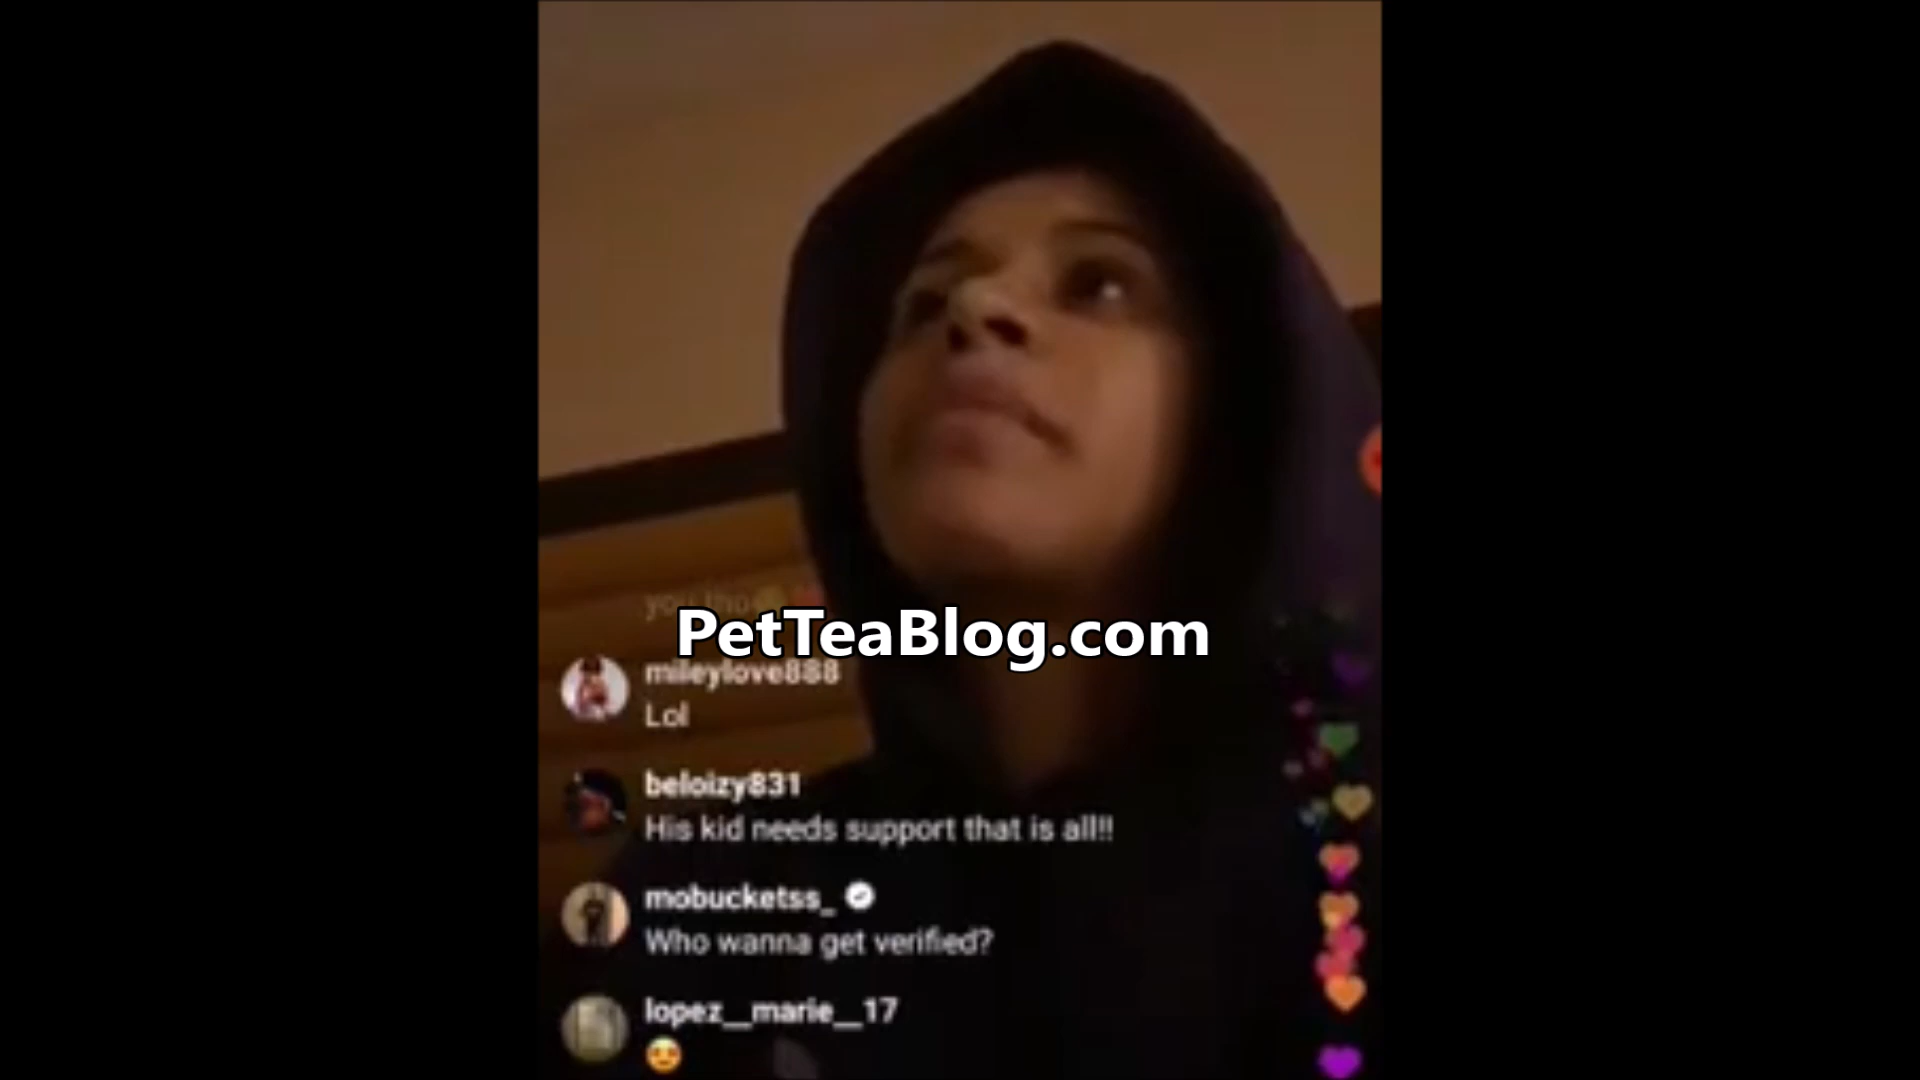 PetTeaBlog.com
mileylove888
Lol
beloizy831
His kid needs support that is all!!
mobucketss_
Who wanna get verified?
lopez__marie__17